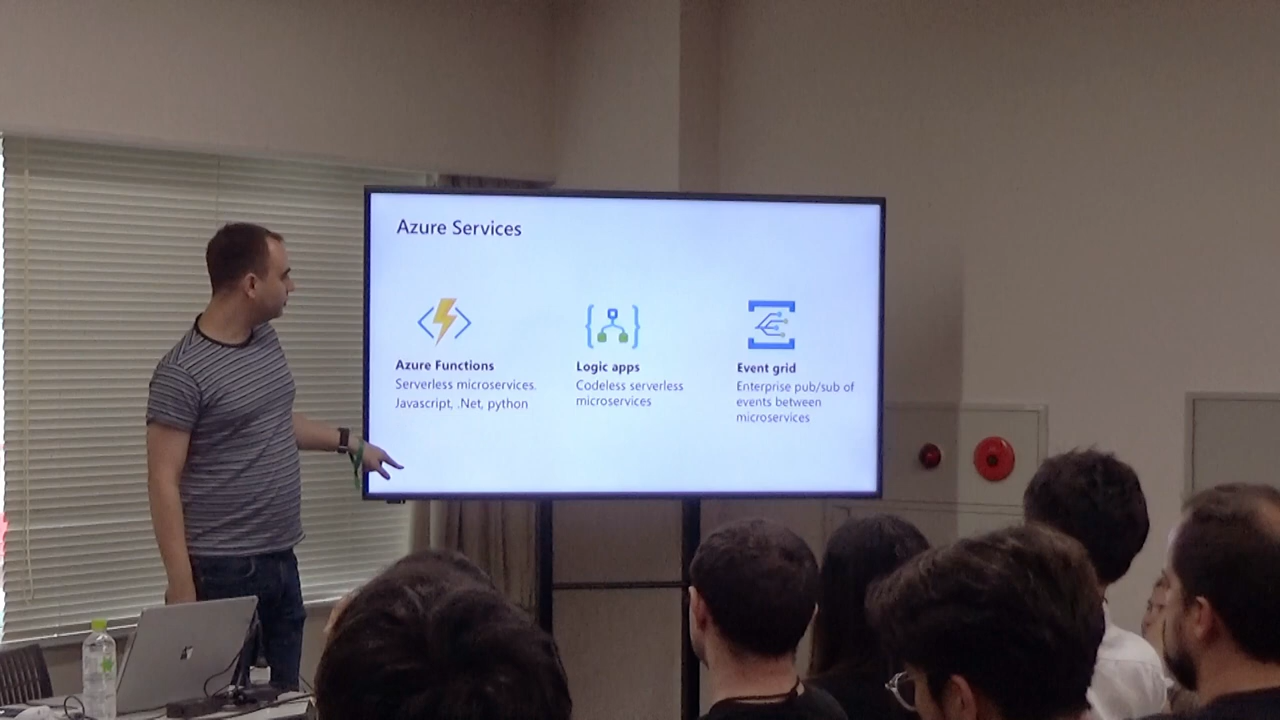 Azure Services
Azure Functions
Serverless microservices.
Javascript, .Net, python
Logic apps
Codeless serverless
microservices
Event grid
Enterprise pub/sub of
events between
microservices